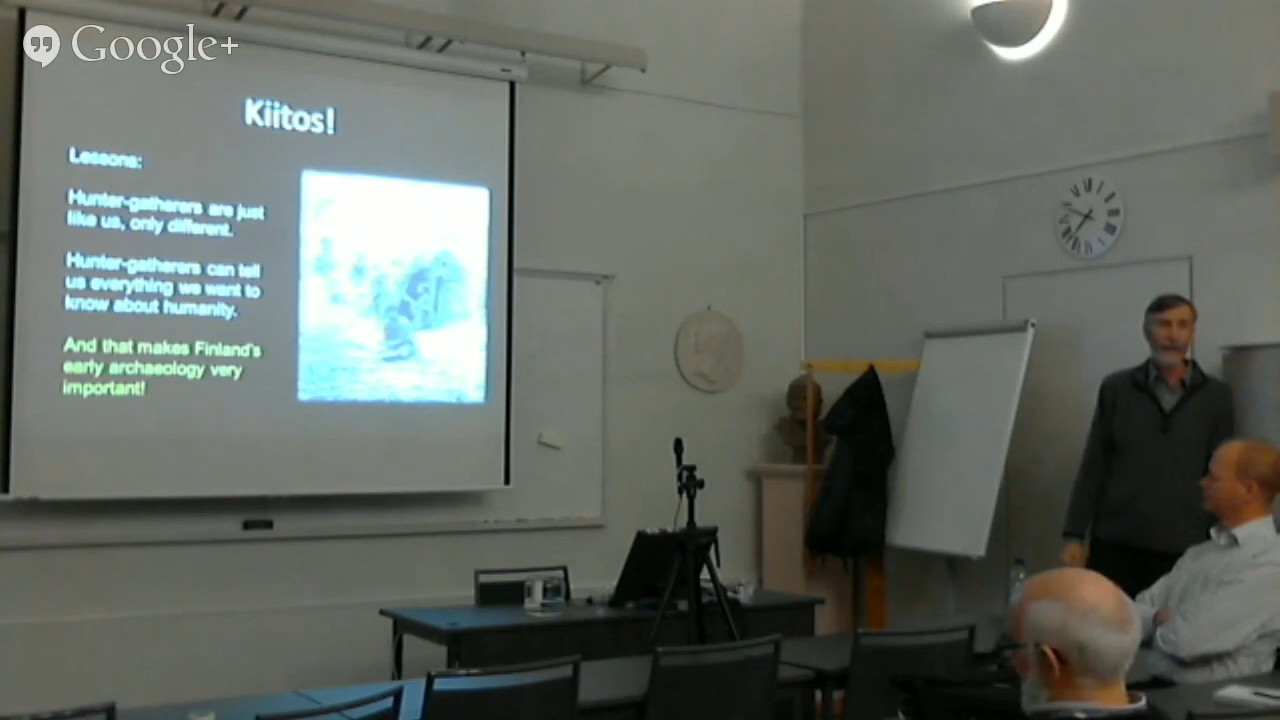 Google+
Kiitos!
Lessons:
Hunter-gatherers are just
like us, only different.
Hunter-gatherers can tell
us everything we want to
know about humanity.
And that makes Finland's
early archaeology very
important!